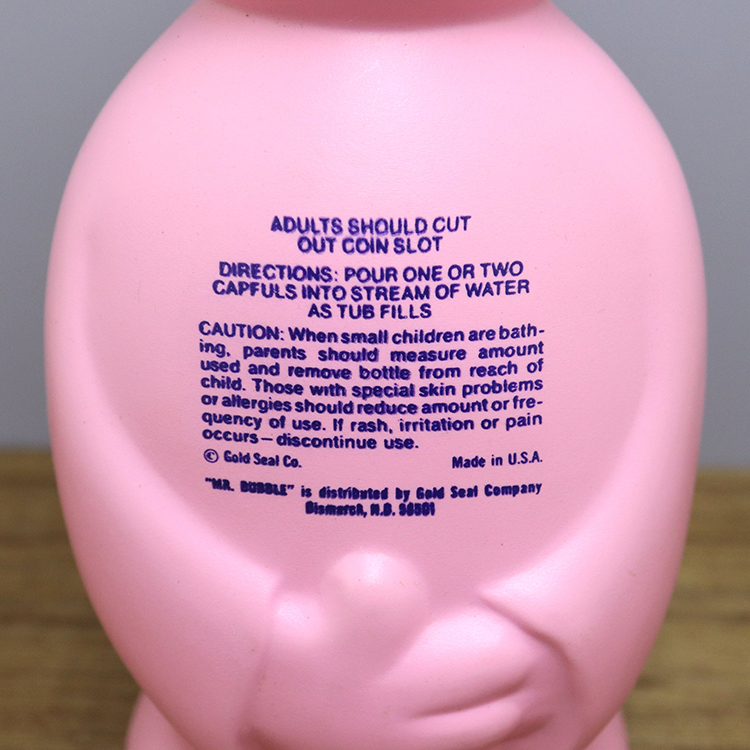 ADULTS SHOULD CUT
OUT COIN SLOT
DIRECTIONS: POUR ONE OR TWO
CAPFULS INTO STREAM OF WATER
AS TUB FILLS
CAUTION: When small children are bath-
ing, parents should measure amount
used and remove bottle from reach of
child. Those with special skin problems
or allergies should reduce amount or fre-
quency of use. If rash, irritation or pain
occurs — discontinue use.
© Gold Seal Co. Made in U.S.A.
"MR. BUBBLE" is distributed by Gold Seal Company
Bismarck, N.D. 58501